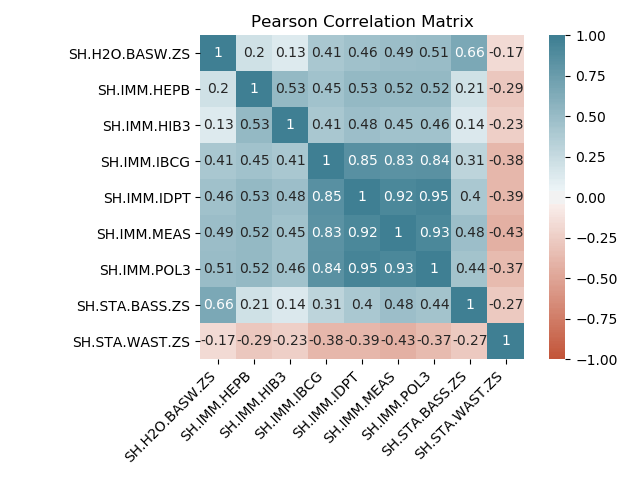 Pearson Correlation Matrix
SH.H2O.BASW.ZS 1 0.2 0.13 0.41 0.46 0.49 0.51 0.66 -0.17
SH.IMM.HEPB 0.2 1 0.53 0.45 0.53 0.52 0.52 0.21 -0.29
SH.IMM.HIB3 0.13 0.53 1 0.41 0.48 0.45 0.46 0.14 -0.23
SH.IMM.IBCG 0.41 0.45 0.41 1 0.85 0.83 0.84 0.31 -0.38
SH.IMM.IDPT 0.46 0.53 0.48 0.85 1 0.92 0.95 0.4 -0.39
SH.IMM.MEAS 0.49 0.52 0.45 0.83 0.92 1 0.93 0.48 -0.43
SH.IMM.POL3 0.51 0.52 0.46 0.84 0.95 0.93 1 0.44 -0.37
SH.STA.BASS.ZS 0.66 0.21 0.14 0.31 0.4 0.48 0.44 1 -0.27
SH.STA.WAST.ZS -0.17 -0.29 -0.23 -0.38 -0.39 -0.43 -0.37 -0.27 1
SH.H2O.BASW.ZS
SH.IMM.HEPB
SH.IMM.HIB3
SH.IMM.IBCG
SH.IMM.IDPT
SH.IMM.MEAS
SH.IMM.POL3
SH.STA.BASS.ZS
SH.STA.WAST.ZS
1.00
0.75
0.50
0.25
0.00
−0.25
−0.50
−0.75
−1.00